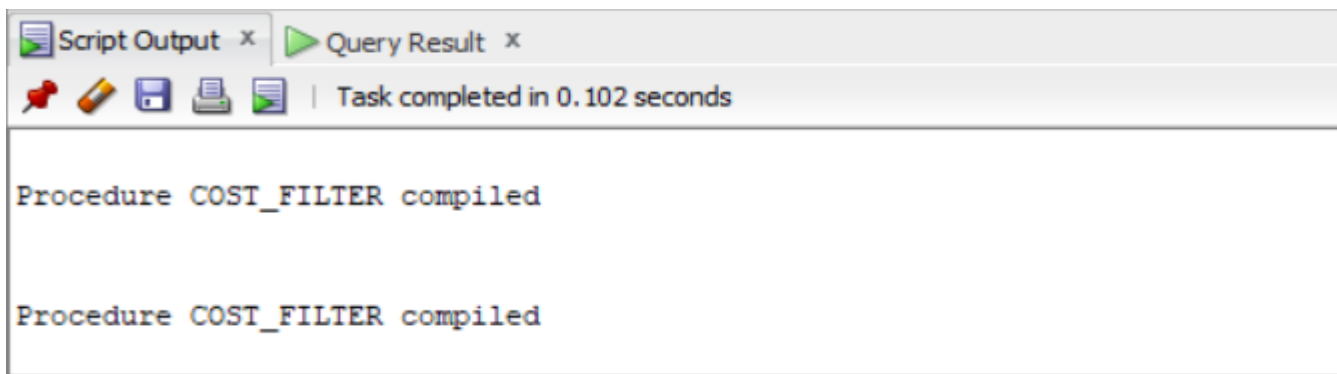 Script Output x Query Result x
Task completed in 0.102 seconds
Procedure COST_FILTER compiled
Procedure COST_FILTER compiled